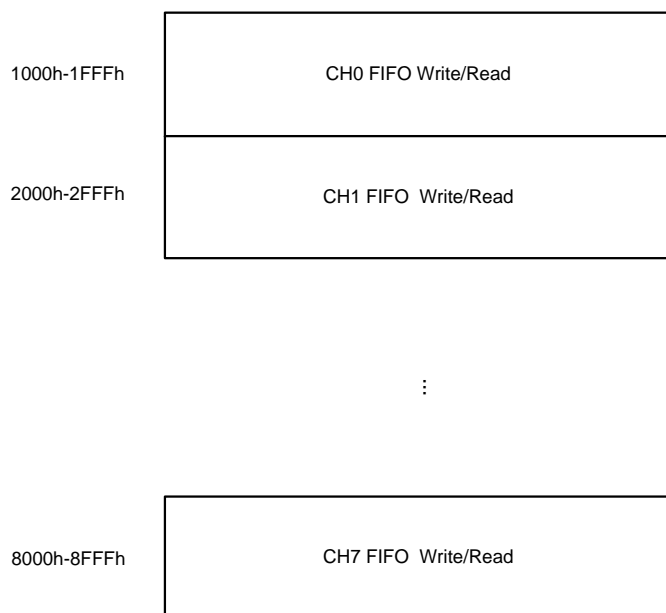 1000h-1FFFh CH0 FIFO Write/Read
2000h-2FFFh CH1 FIFO Write/Read
⋮
8000h-8FFFh CH7 FIFO Write/Read